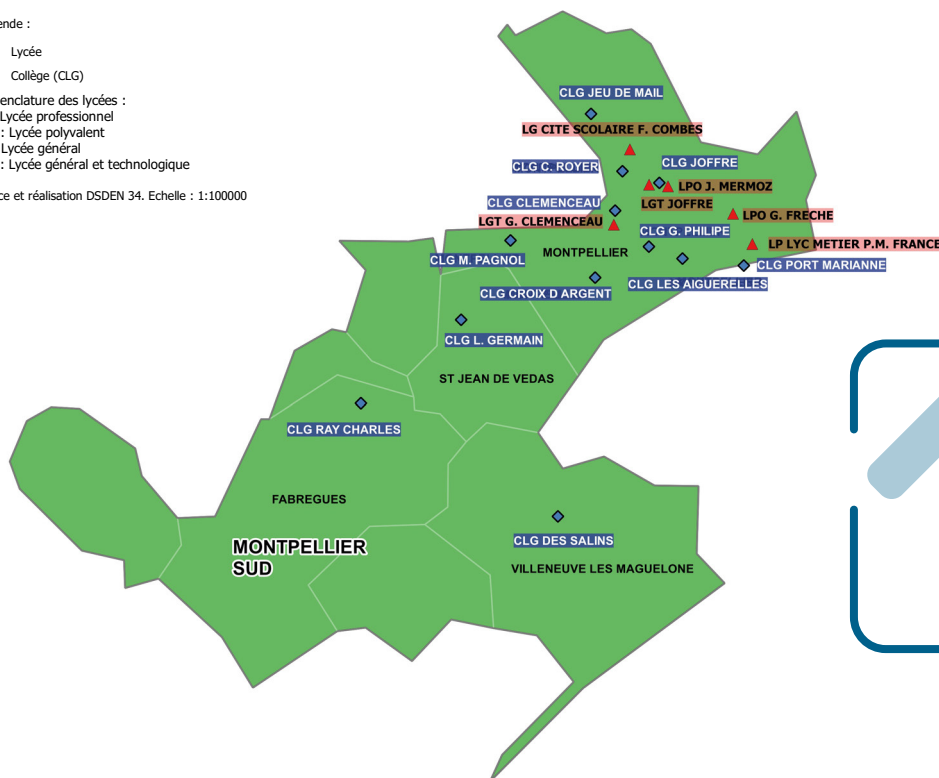 ende :
Lycée
Collège (CLG)
enclature des lycées :
Lycée professionnel
: Lycée polyvalent
Lycée général
: Lycée général et technologique
ce et réalisation DSDEN 34. Echelle : 1:100000
CLG JEU DE MAIL
LG CITE SCOLAIRE F. COMBES
CLG C. ROYER
CLG JOFFRE
LPO J. MERMOZ
CLG CLEMENCEAU
LGT JOFFRE
LGT G. CLEMENCEAU
LPO G. FRECHE
CLG G. PHILIPE
LP LYC METIER P.M. FRANCE
CLG M. PAGNOL
MONTPELLIER
CLG PORT MARIANNE
CLG CROIX D ARGENT
CLG LES AIGUERELLES
CLG L. GERMAIN
ST JEAN DE VEDAS
CLG RAY CHARLES
FABREGUES
MONTPELLIER
SUD
CLG DES SALINS
VILLENEUVE LES MAGUELONE